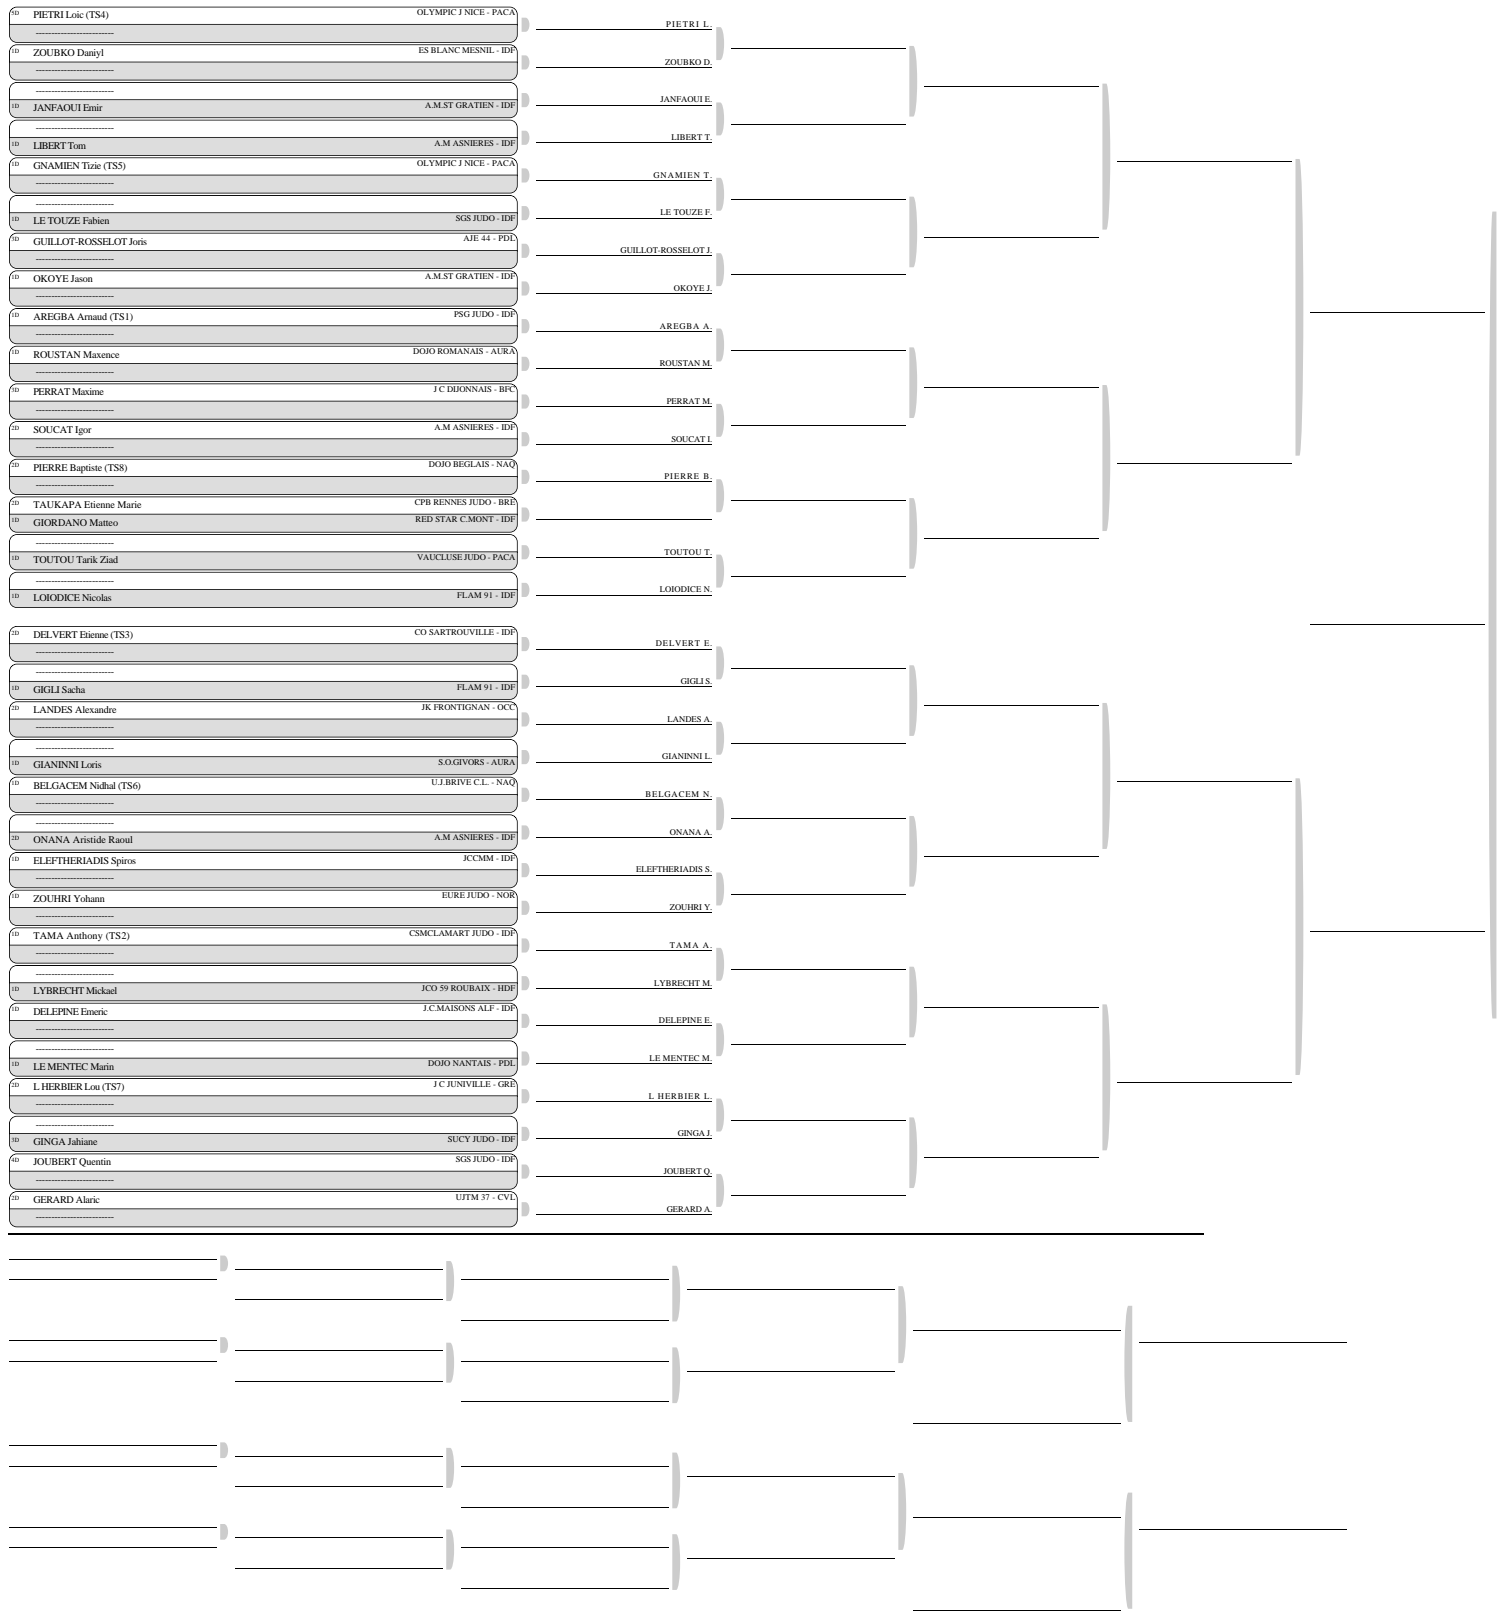 5D PIETRI Loic (TS4) OLYMPIC J NICE - PACA
--------------------------
PIETRI L.
1D ZOUBKO Daniyl ES BLANC MESNIL - IDF
--------------------------
ZOUBKO D.
--------------------------
1D JANFAOUI Emir A.M.ST GRATIEN - IDF
JANFAOUI E.
--------------------------
1D LIBERT Tom A.M ASNIERES - IDF
LIBERT T.
1D GNAMIEN Tizie (TS5) OLYMPIC J NICE - PACA
--------------------------
GNAMIEN T.
--------------------------
1D LE TOUZE Fabien SGS JUDO - IDF
LE TOUZE F.
3D GUILLOT-ROSSELOT Joris AJE 44 - PDL
--------------------------
GUILLOT-ROSSELOT J.
1D OKOYE Jason A.M.ST GRATIEN - IDF
--------------------------
OKOYE J.
1D AREGBA Arnaud (TS1) PSG JUDO - IDF
--------------------------
AREGBA A.
1D ROUSTAN Maxence DOJO ROMANAIS - AURA
--------------------------
ROUSTAN M.
3D PERRAT Maxime J C DIJONNAIS - BFC
--------------------------
PERRAT M.
2D SOUCAT Igor A.M ASNIERES - IDF
--------------------------
SOUCAT I.
2D PIERRE Baptiste (TS8) DOJO BEGLAIS - NAQ
--------------------------
PIERRE B.
2D TAUKAPA Etienne Marie CPB RENNES JUDO - BRE
1D GIORDANO Matteo RED STAR C.MONT - IDF
--------------------------
1D TOUTOU Tarik Ziad VAUCLUSE JUDO - PACA
TOUTOU T.
--------------------------
1D LOIODICE Nicolas FLAM 91 - IDF
LOIODICE N.
2D DELVERT Etienne (TS3) CO SARTROUVILLE - IDF
--------------------------
DELVERT E.
--------------------------
1D GIGLI Sacha FLAM 91 - IDF
GIGLI S.
2D LANDES Alexandre JK FRONTIGNAN - OCC
--------------------------
LANDES A.
--------------------------
1D GIANINNI Loris S.O.GIVORS - AURA
GIANINNI L.
1D BELGACEM Nidhal (TS6) U.J.BRIVE C.L. - NAQ
--------------------------
BELGACEM N.
--------------------------
2D ONANA Aristide Raoul A.M ASNIERES - IDF
ONANA A.
1D ELEFTHERIADIS Spiros JCCMM - IDF
--------------------------
ELEFTHERIADIS S.
1D ZOUHRI Yohann EURE JUDO - NOR
--------------------------
ZOUHRI Y.
1D TAMA Anthony (TS2) CSMCLAMART JUDO - IDF
--------------------------
TAMA A.
--------------------------
1D LYBRECHT Mickael JCO 59 ROUBAIX - HDF
LYBRECHT M.
1D DELEPINE Emeric J.C.MAISONS ALF - IDF
--------------------------
DELEPINE E.
--------------------------
1D LE MENTEC Marin DOJO NANTAIS - PDL
LE MENTEC M.
2D L HERBIER Lou (TS7) J C JUNIVILLE - GRE
--------------------------
L HERBIER L.
--------------------------
3D GINGA Jahiane SUCY JUDO - IDF
GINGA J.
4D JOUBERT Quentin SGS JUDO - IDF
--------------------------
JOUBERT Q.
2D GERARD Alaric UJTM 37 - CVL
--------------------------
GERARD A.